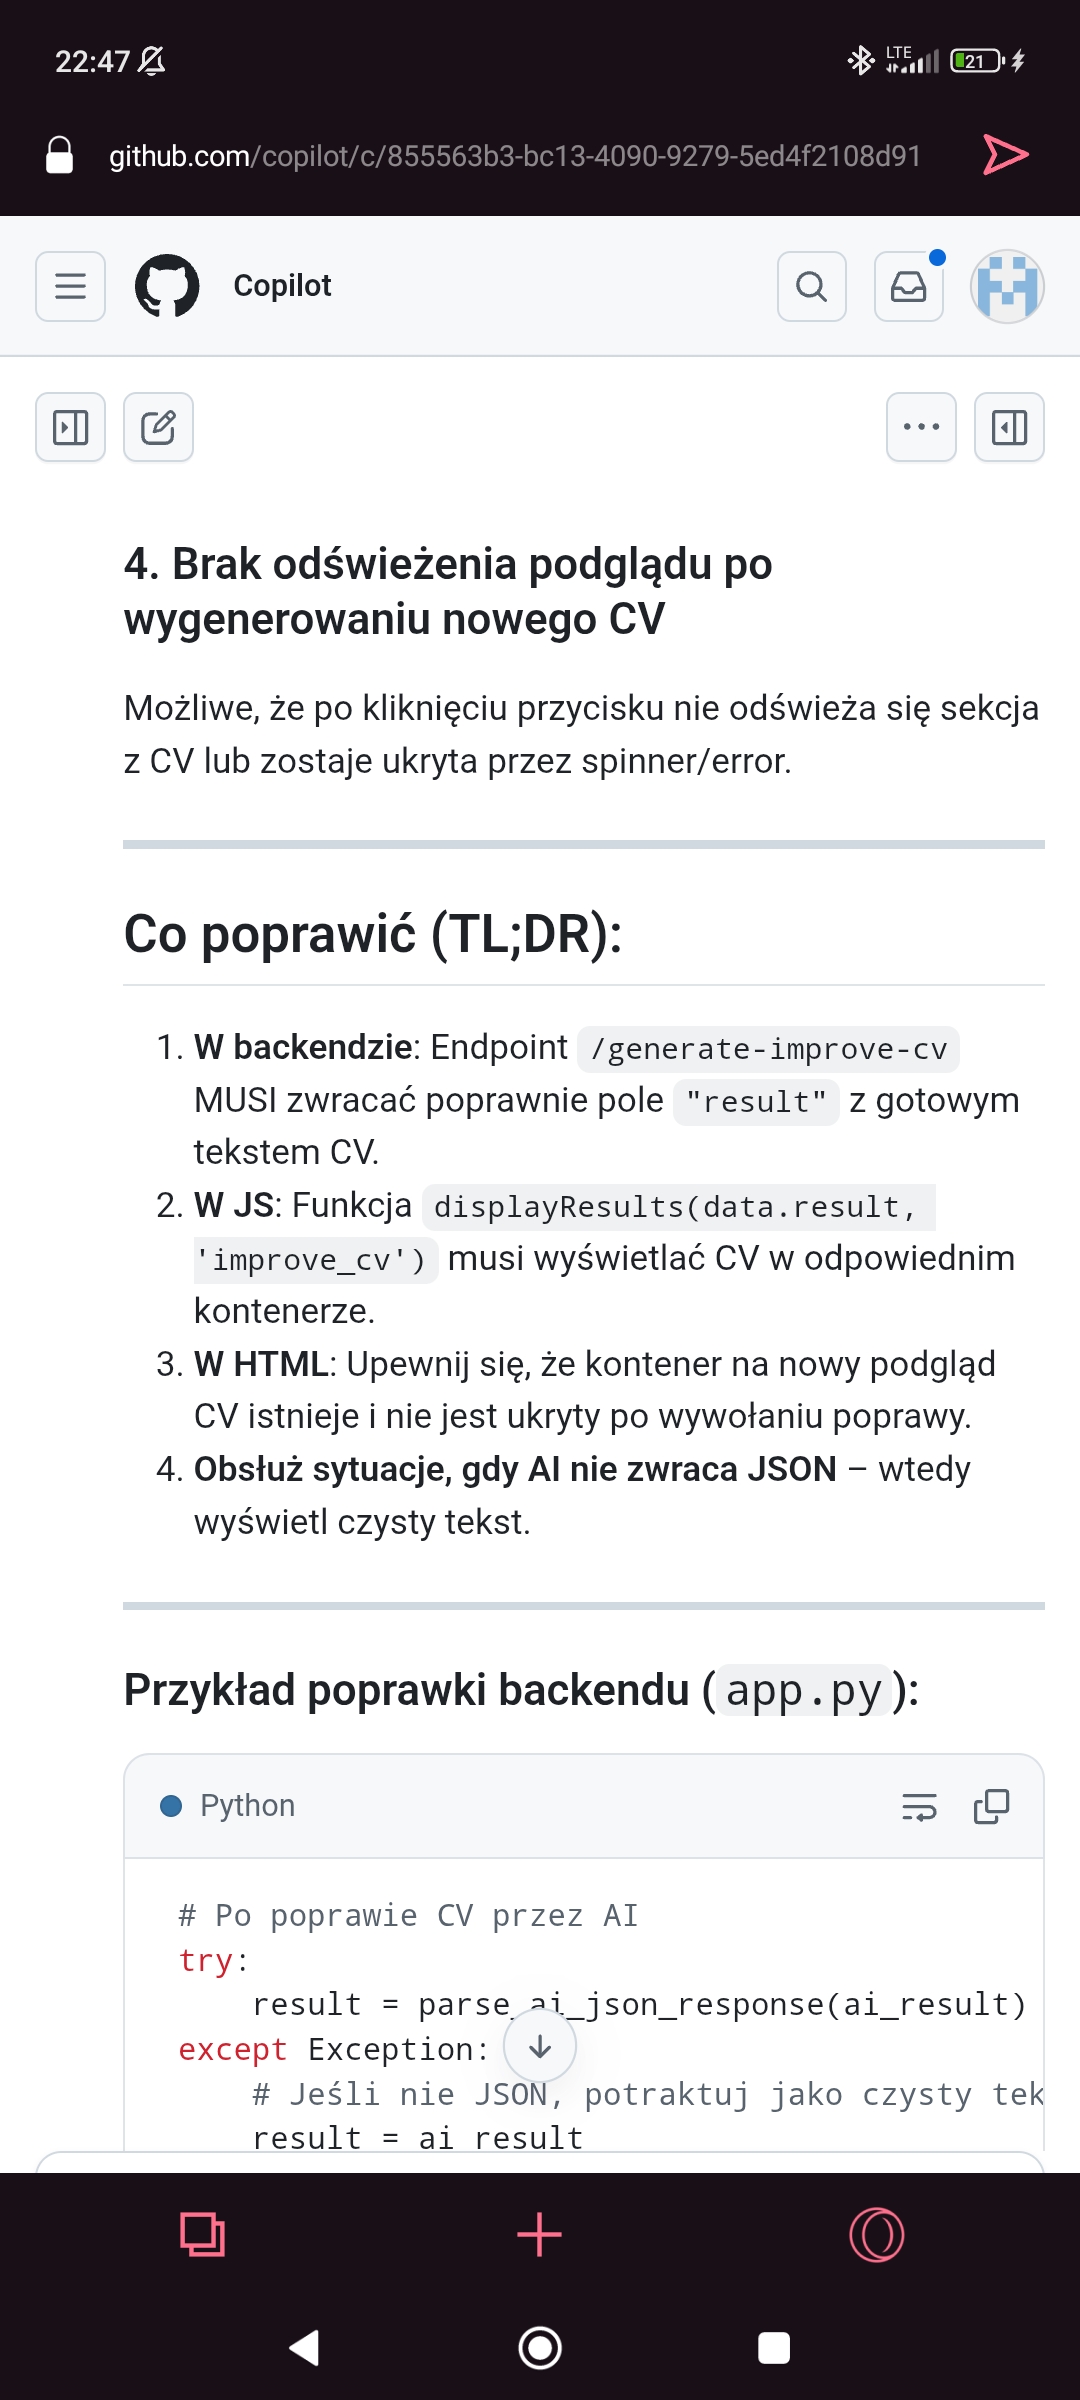 22:47
LTE
21
github.com/copilot/c/855563b3-bc13-4090-9279-5ed4f2108d91
Copilot
4. Brak odświeżenia podglądu po
wygenerowaniu nowego CV
Możliwe, że po kliknięciu przycisku nie odświeża się sekcja
z CV lub zostaje ukryta przez spinner/error.
Co poprawić (TL;DR):
1. W backendzie: Endpoint /generate-improve-cv
MUSI zwracać poprawnie pole "result" z gotowym
tekstem CV.
2. W JS: Funkcja displayResults(data.result,
'improve_cv') musi wyświetlać CV w odpowiednim
kontenerze.
3. W HTML: Upewnij się, że kontener na nowy podgląd
CV istnieje i nie jest ukryty po wywołaniu poprawy.
4. Obsłuż sytuacje, gdy AI nie zwraca JSON – wtedy
wyświetl czysty tekst.
Przykład poprawki backendu (app.py):
Python
# Po poprawie CV przez AI
try:
result = parse_ai_json_response(ai_result)
except Exception:
# Jeśli nie JSON, potraktuj jako czysty tek
result = ai_result